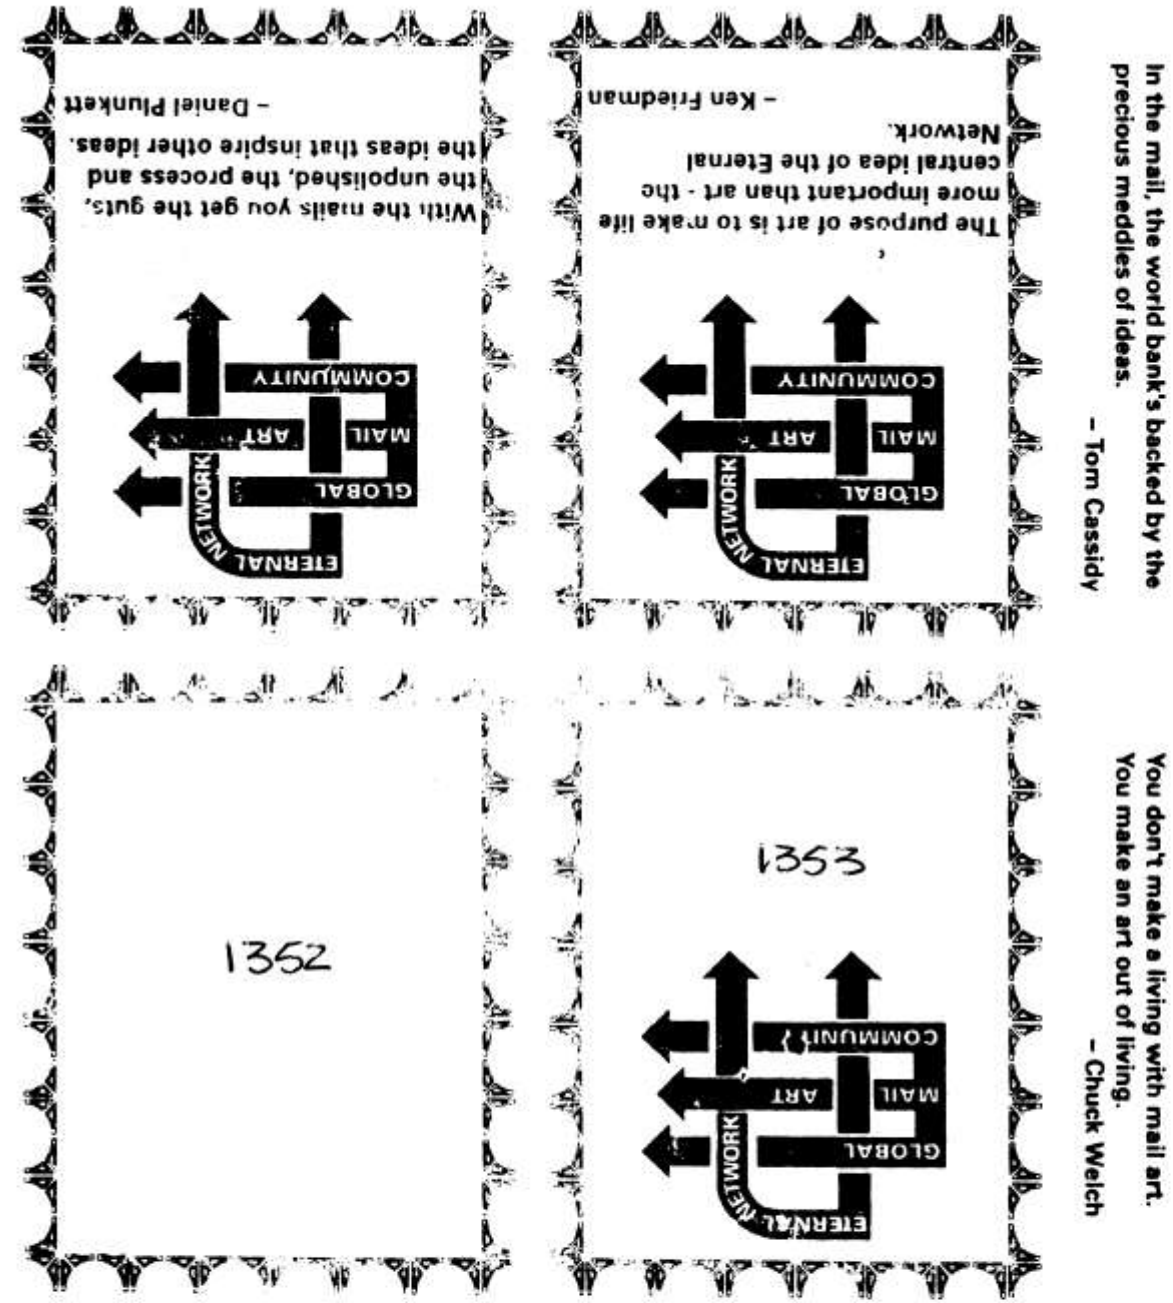 With the mails you get the guts,
the unpolished, the process and
the ideas that inspire other ideas.
– Daniel Plunkett
COMMUNITY
MAIL ART
GLOBAL
ETERNAL NETWORK
The purpose of art is to make life
more important than art - the
central idea of the Eternal
Network.
– Ken Friedman
COMMUNITY
MAIL ART
GLOBAL
ETERNAL NETWORK
In the mail, the world bank's backed by the
precious meddles of ideas.
– Tom Cassidy
1352
1353
COMMUNITY
MAIL ART
GLOBAL
ETERNAL NETWORK
You don't make a living with mail art.
You make an art out of living.
– Chuck Welch